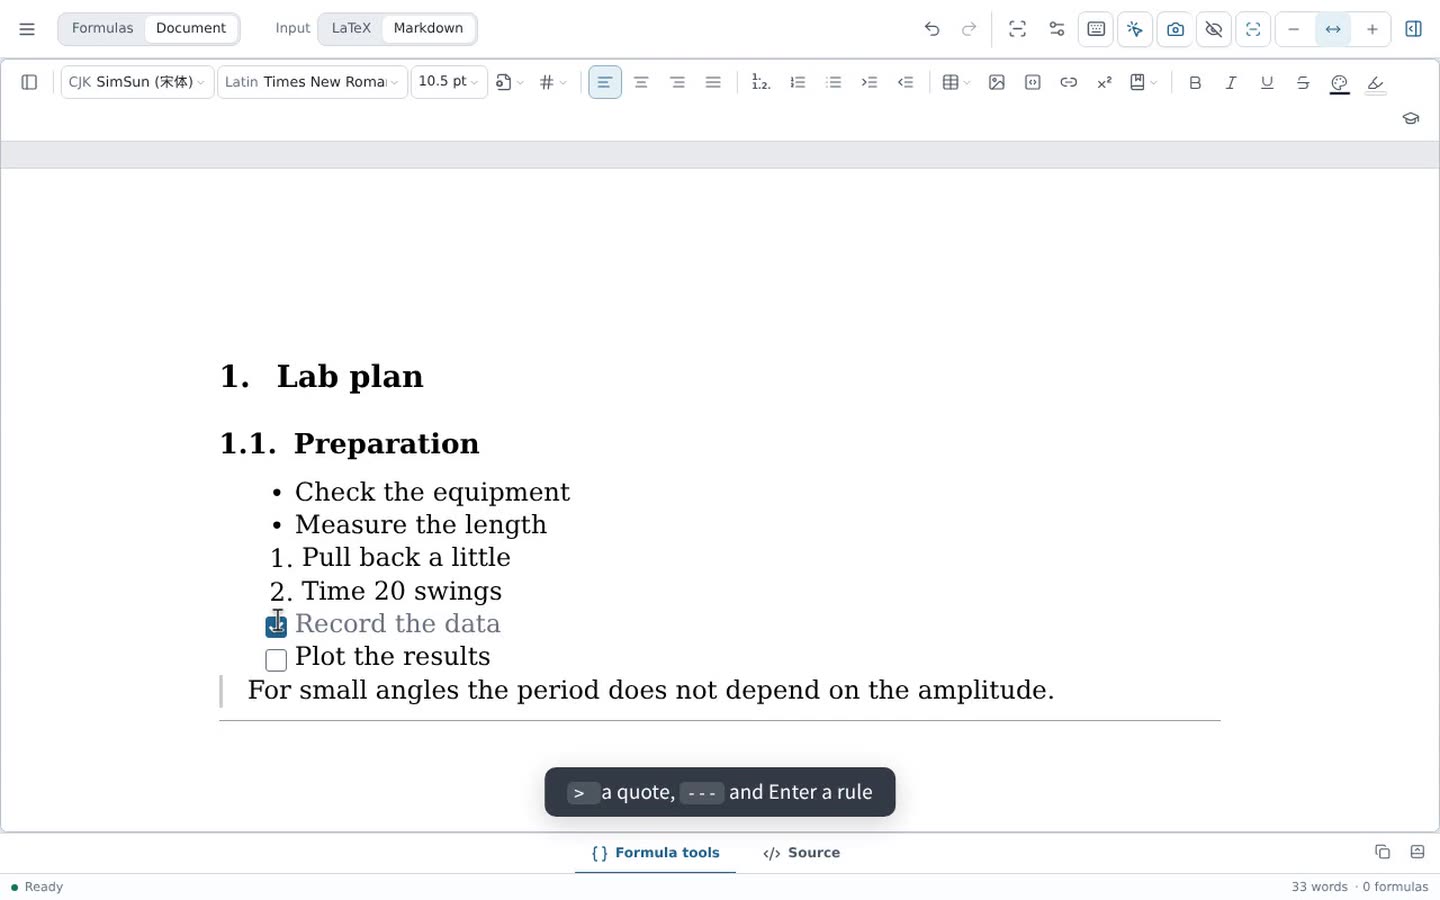 Formulas Document Input LaTeX Markdown
CJK SimSun (宋体) Latin Times New Roma 10.5 pt
1. Lab plan
1.1. Preparation
• Check the equipment
• Measure the length
1. Pull back a little
2. Time 20 swings
Record the data
Plot the results
For small angles the period does not depend on the amplitude.
> a quote, --- and Enter a rule
{} Formula tools </> Source
Ready 33 words · 0 formulas